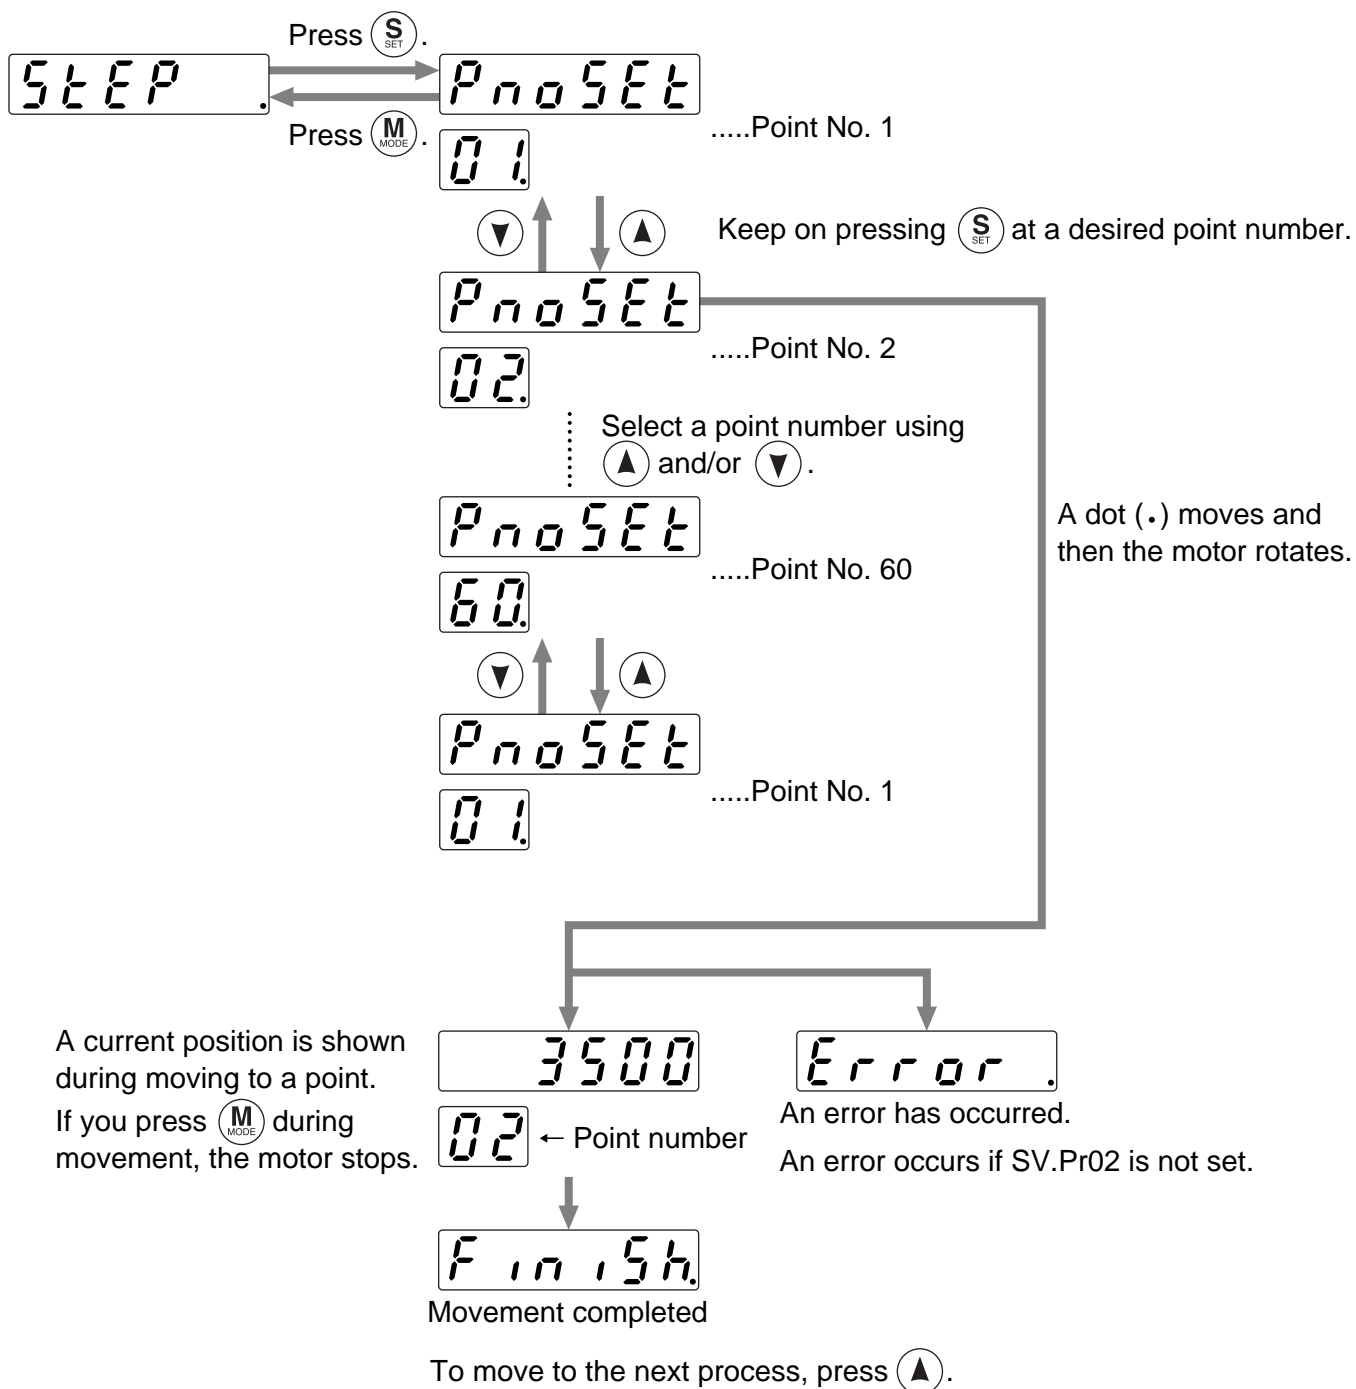 Press S SET .
StEP .
PnoSEt
Press M MODE .
.....Point No. 1
01.
Keep on pressing S SET at a desired point number.
PnoSEt
.....Point No. 2
02.
Select a point number using
and/or .
PnoSEt
A dot (.) moves and
then the motor rotates.
.....Point No. 60
60.
PnoSEt
.....Point No. 1
01.
A current position is shown
during moving to a point.
If you press M MODE during
movement, the motor stops.
3500
02 ← Point number
Error .
An error has occurred.
An error occurs if SV.Pr02 is not set.
FiniSh.
Movement completed
To move to the next process, press .